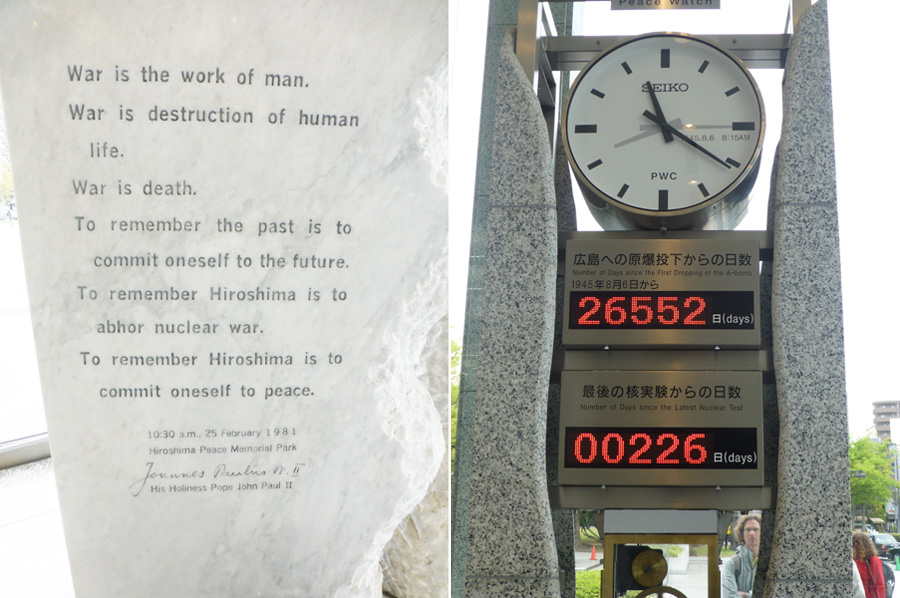 War is the work of man.
War is destruction of human
life.
War is death.
To remember the past is to
commit oneself to the future.
To remember Hiroshima is to
abhor nuclear war.
To remember Hiroshima is to
commit oneself to peace.
10:30 a.m., 25 February 1981
Hiroshima Peace Memorial Park
His Holiness Pope John Paul II
Peace Watch
SEIKO
45.8.6 8:15AM
PWC
広島への原爆投下からの日数
Number of Days since the First Dropping of the A-bomb
1945年8月6日から
26552 日(days)
最後の核実験からの日数
Number of Days since the Latest Nuclear Test
00226 日(days)